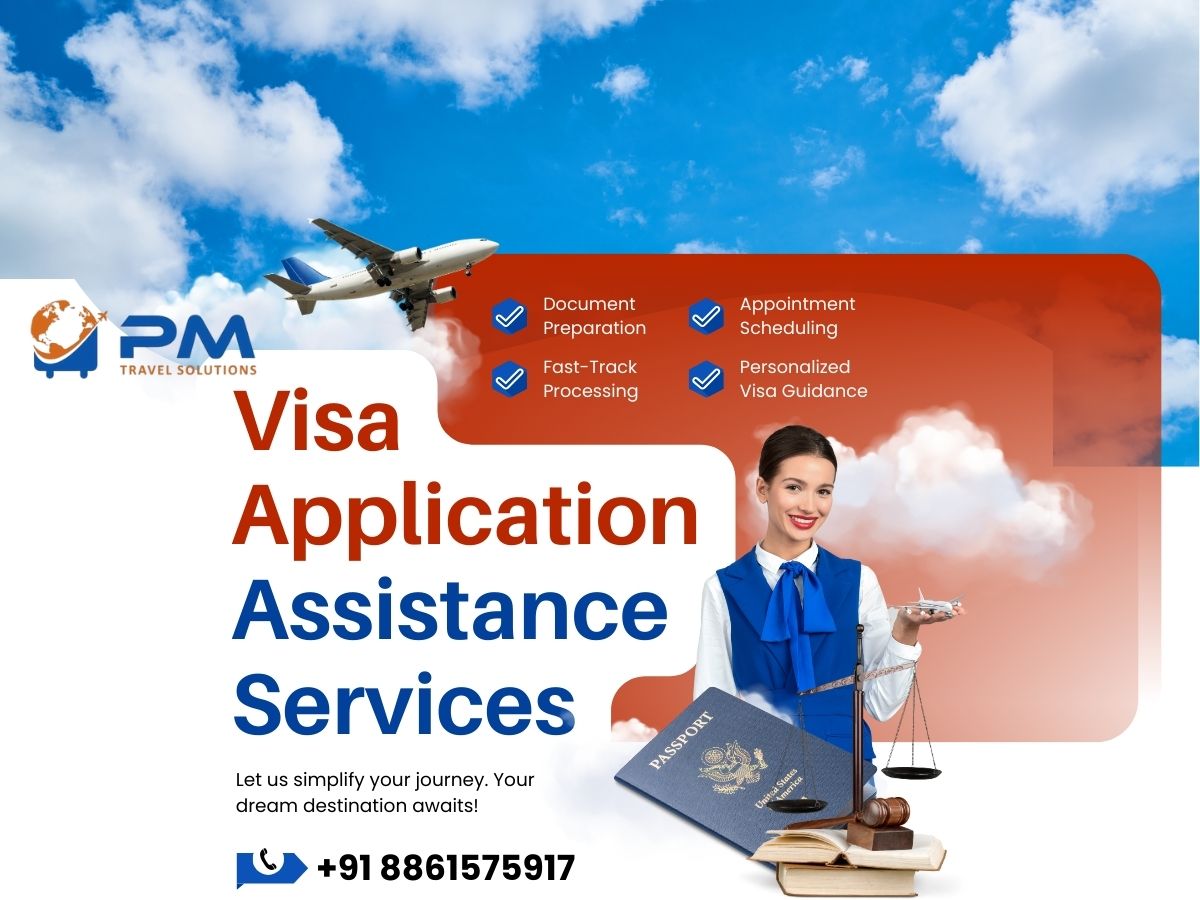 PM
TRAVEL SOLUTIONS
Document
Preparation
Appointment
Scheduling
Fast-Track
Processing
Personalized
Visa Guidance
Visa
Application
Assistance
Services
Let us simplify your journey. Your
dream destination awaits!
+91 8861575917
PASSPORT
United States
America